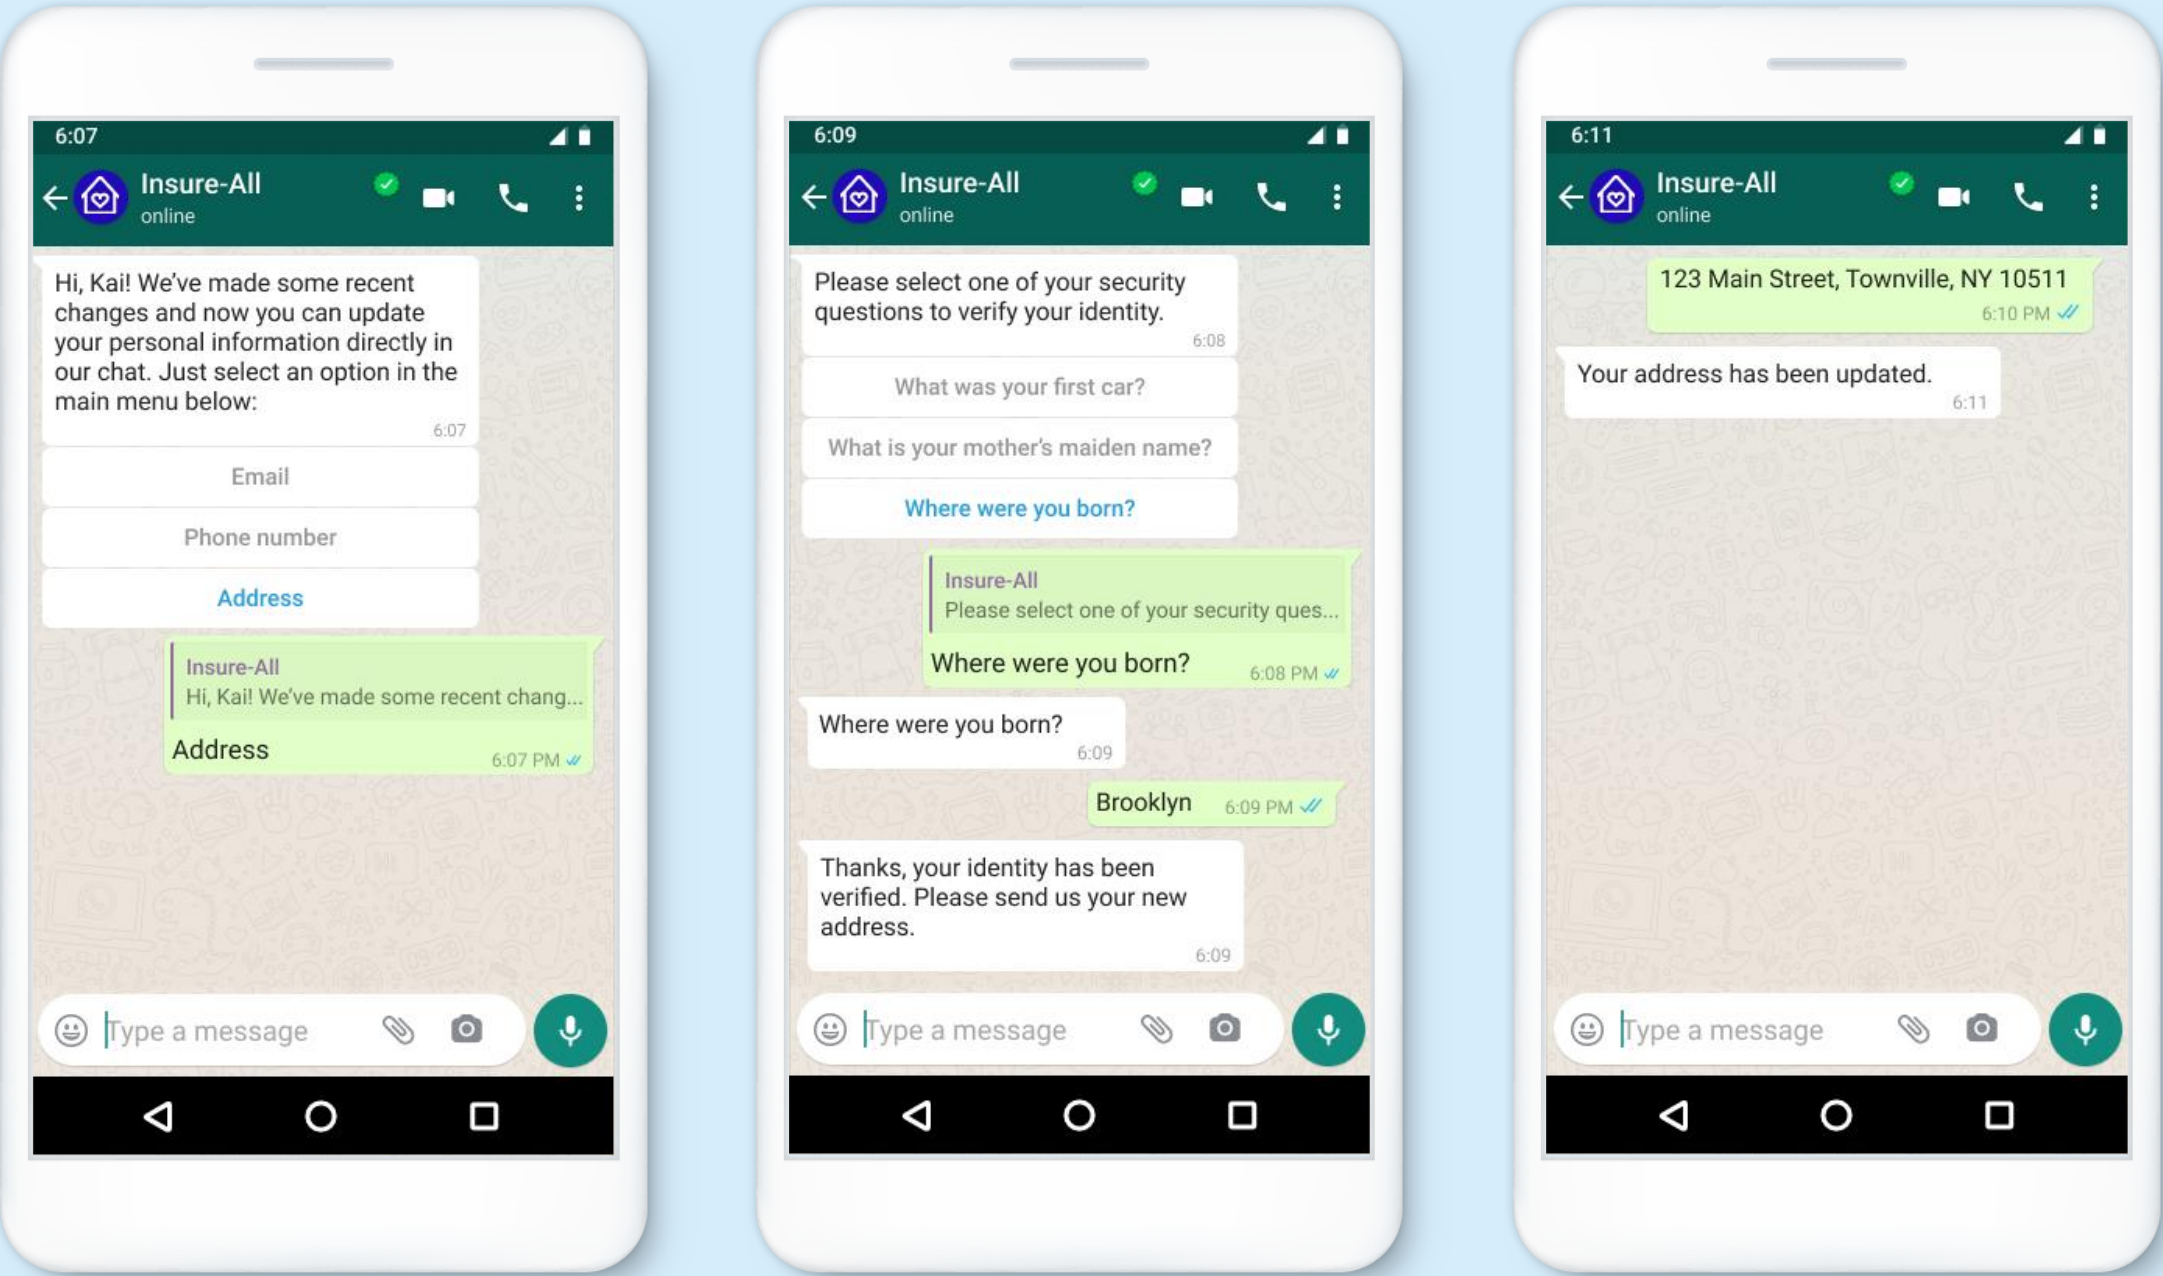 6:07
Insure-All
online
Hi, Kai! We've made some recent
changes and now you can update
your personal information directly in
our chat. Just select an option in the
main menu below:
6:07
Email
Phone number
Address
Insure-All
Hi, Kai! We've made some recent chang...
Address
6:07 PM
Type a message
6:09
Insure-All
online
Please select one of your security
questions to verify your identity.
6:08
What was your first car?
What is your mother's maiden name?
Where were you born?
Insure-All
Please select one of your security ques...
Where were you born?
6:08 PM
Where were you born?
6:09
Brooklyn
6:09 PM
Thanks, your identity has been
verified. Please send us your new
address.
6:09
Type a message
6:11
Insure-All
online
123 Main Street, Townville, NY 10511
6:10 PM
Your address has been updated.
6:11
Type a message